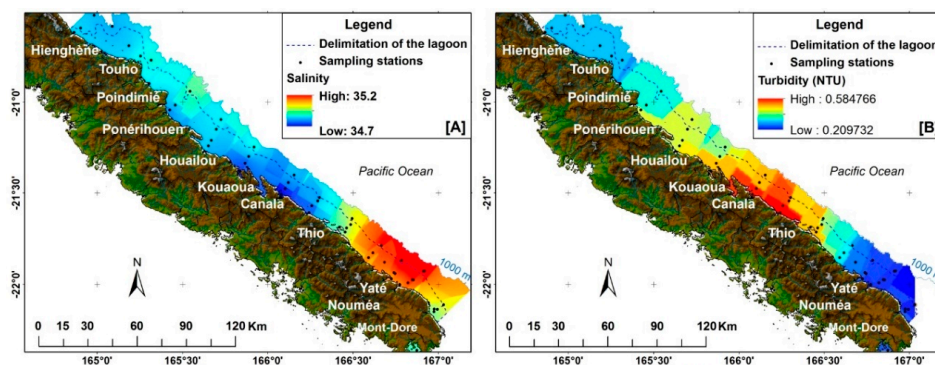 Legend
Delimitation of the lagoon
Sampling stations
Salinity
High: 35.2
Low: 34.7
[A]
Hienghène
Touho
Poindimié
Ponérihouen
Houailou
Kouaoua
Canala
Thio
Yaté
Nouméa
Mont-Dore
Pacific Ocean
1000 m
N
0 15 30 60 90 120 Km
-21°0'
-21°30'
-22°0'
165°0' 165°5' 166°0' 166°5' 167°0'
Legend
Delimitation of the lagoon
Sampling stations
Turbidity (NTU)
High : 0.584766
Low : 0.209732
[B]
Hienghène
Touho
Poindimié
Ponérihouen
Houailou
Kouaoua
Canala
Thio
Yaté
Nouméa
Mont-Dore
Pacific Ocean
1000
N
0 15 30 60 90 120 Km
-21°0'
-21°30'
-22°0'
165°0' 165°5' 166°0' 166°5' 167°0'